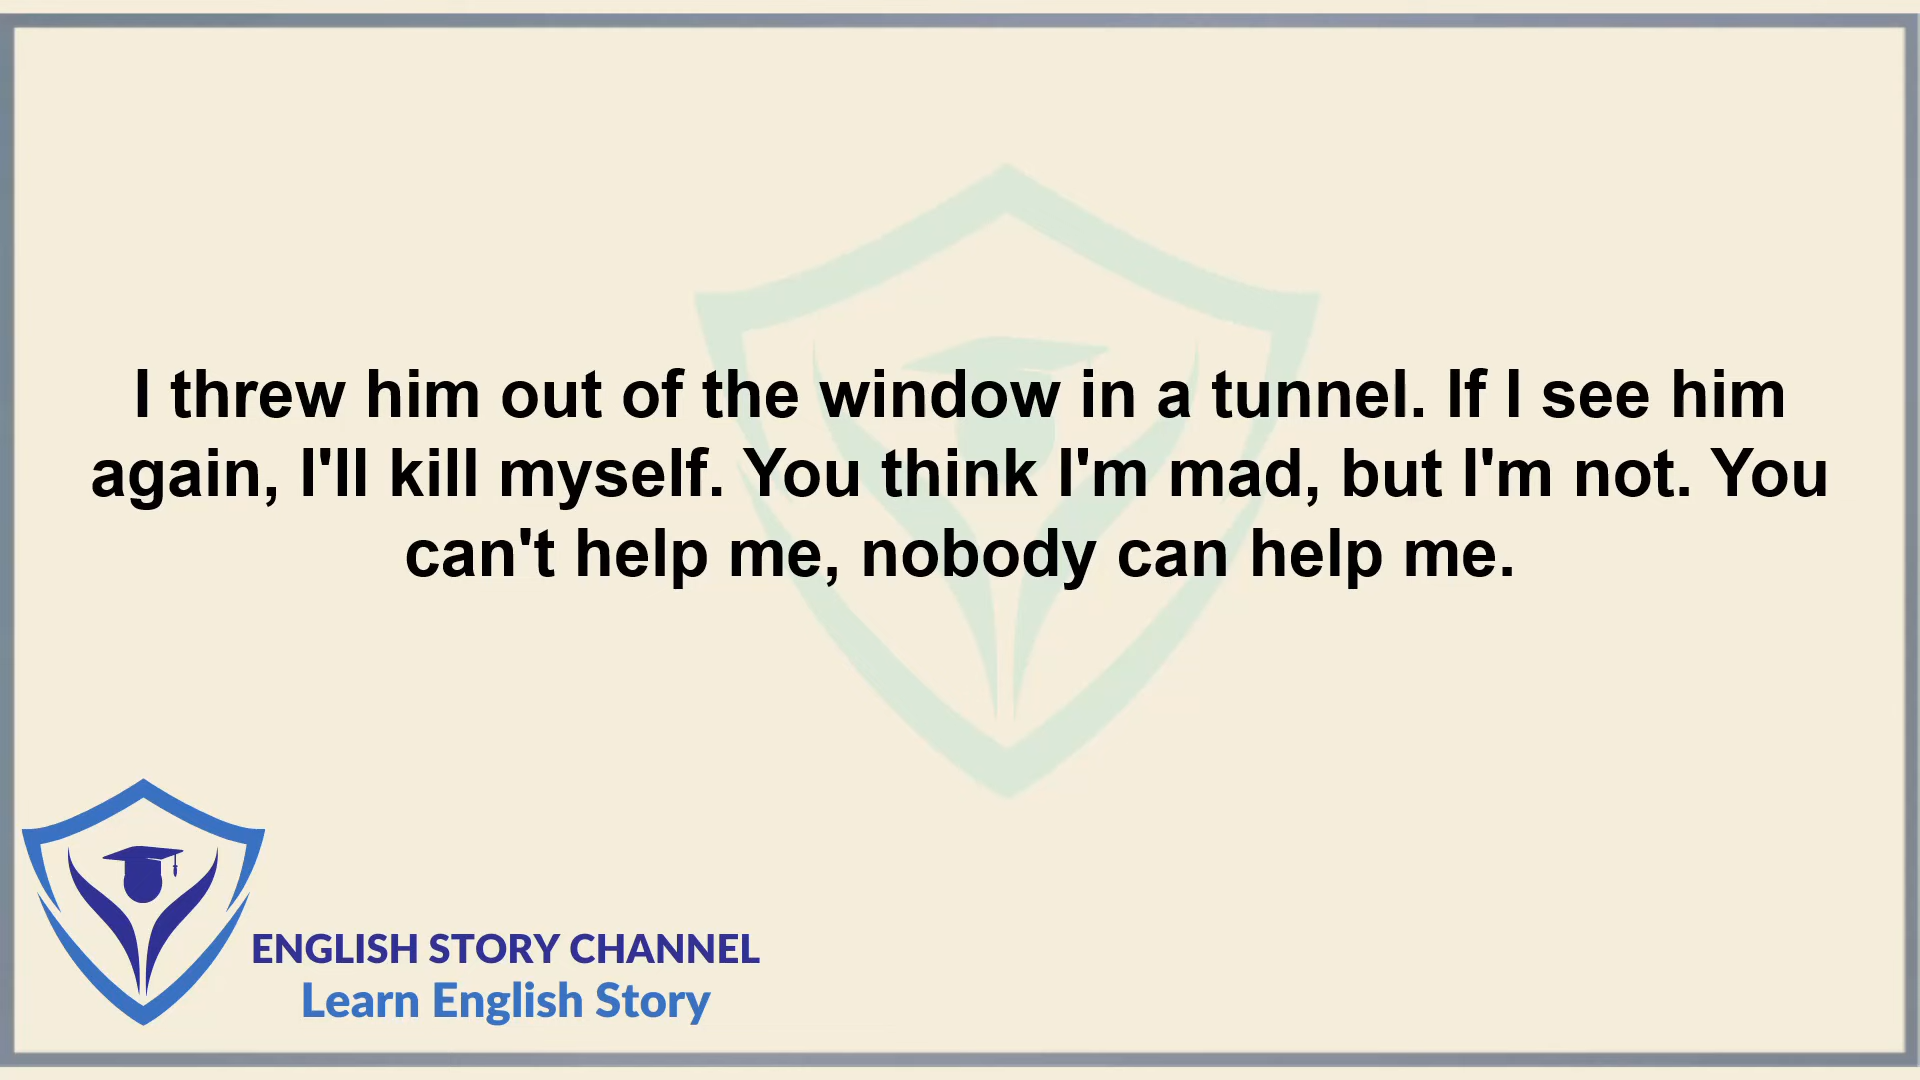 I threw him out of the window in a tunnel. If I see him
again, I'll kill myself. You think I'm mad, but I'm not. You
can't help me, nobody can help me.
ENGLISH STORY CHANNEL
Learn English Story